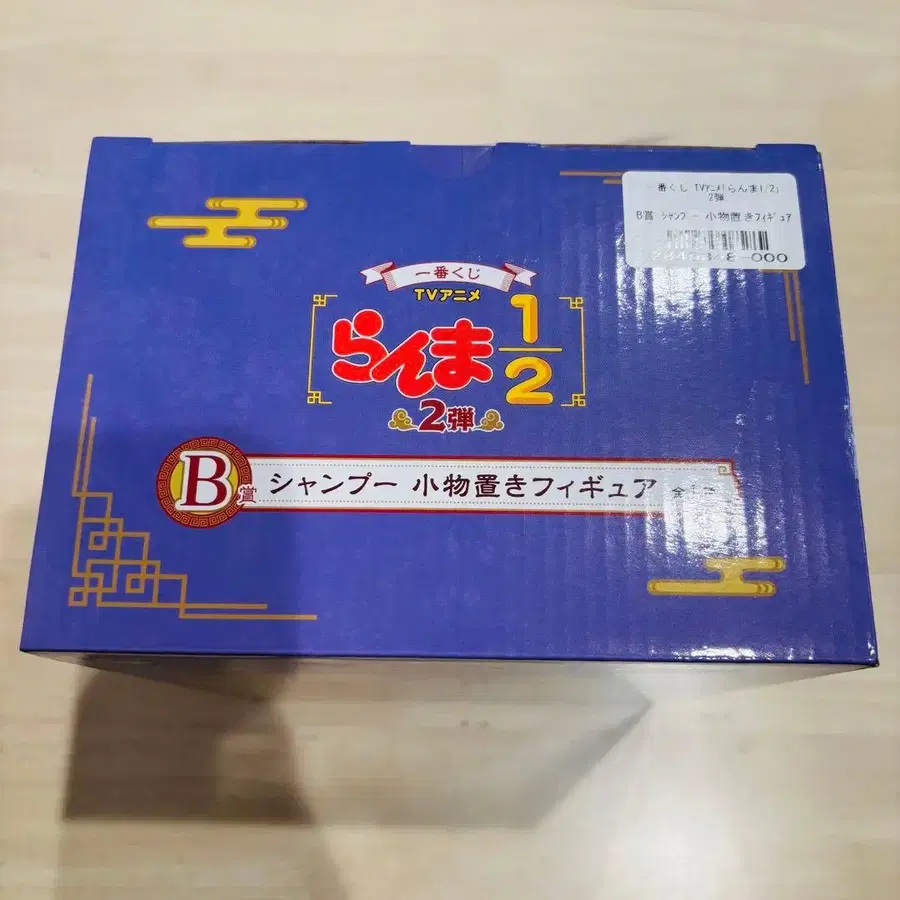 一番くじ TVアニメ「らんま1/2」
2弾
B賞 シャンプー 小物置きフィギュア
一番くじ
TVアニメ
らんま1/2
2弾
B賞 シャンプー 小物置きフィギュア